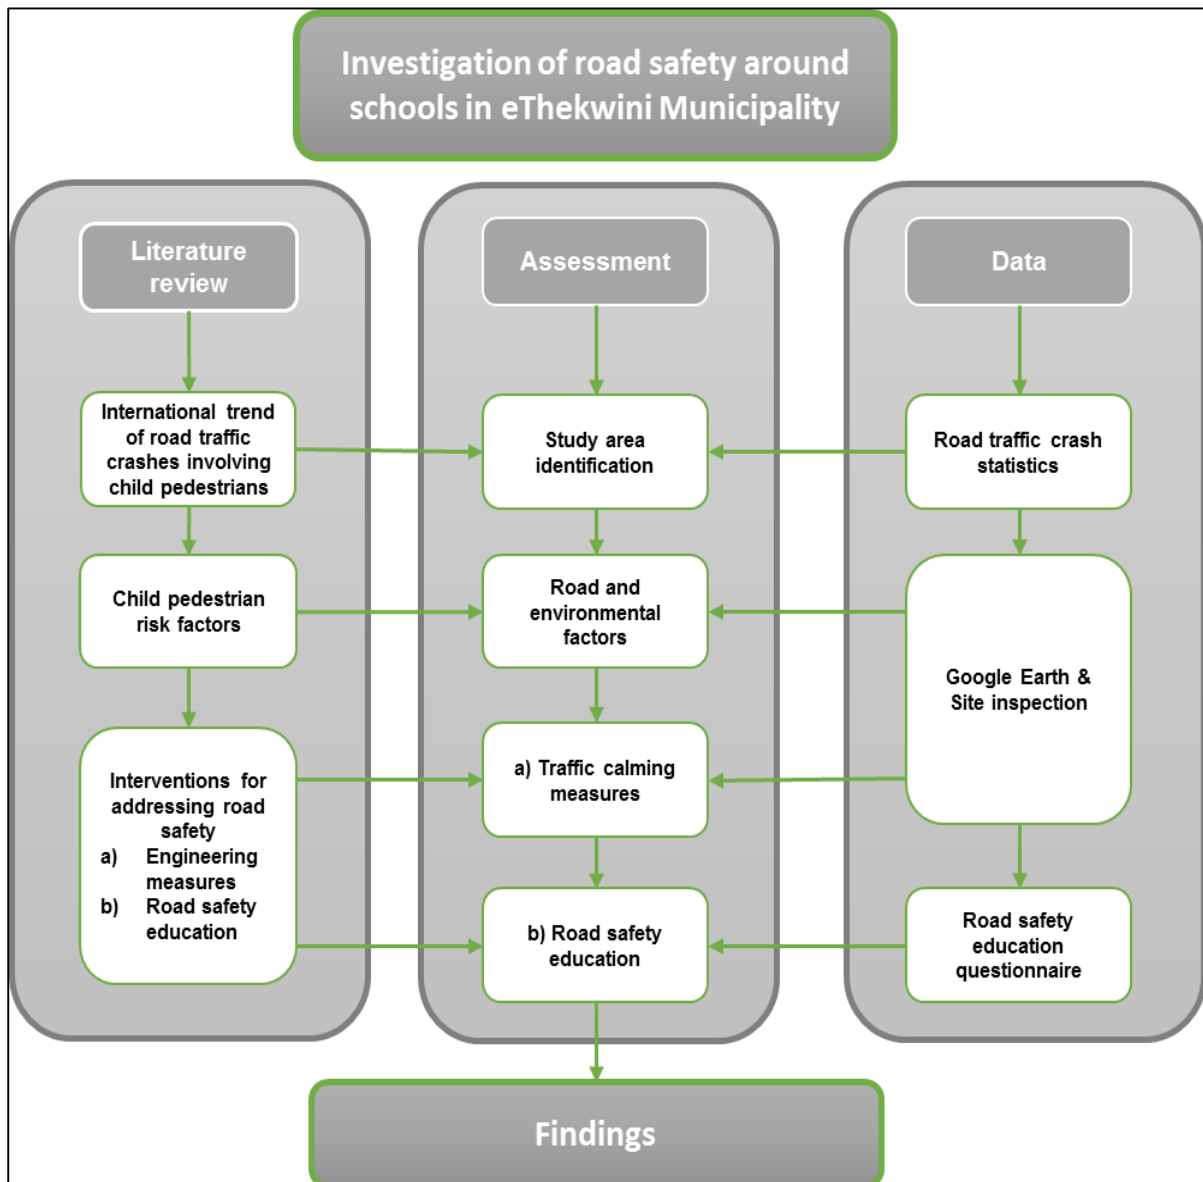 Investigation of road safety around
schools in eThekwini Municipality
Literature
review
International trend
of road traffic
crashes involving
child pedestrians
Child pedestrian
risk factors
Interventions for
addressing road
safety
a) Engineering
measures
b) Road safety
education
Assessment
Study area
identification
Road and
environmental
factors
a) Traffic calming
measures
b) Road safety
education
Data
Road traffic crash
statistics
Google Earth &
Site inspection
Road safety
education
questionnaire
Findings